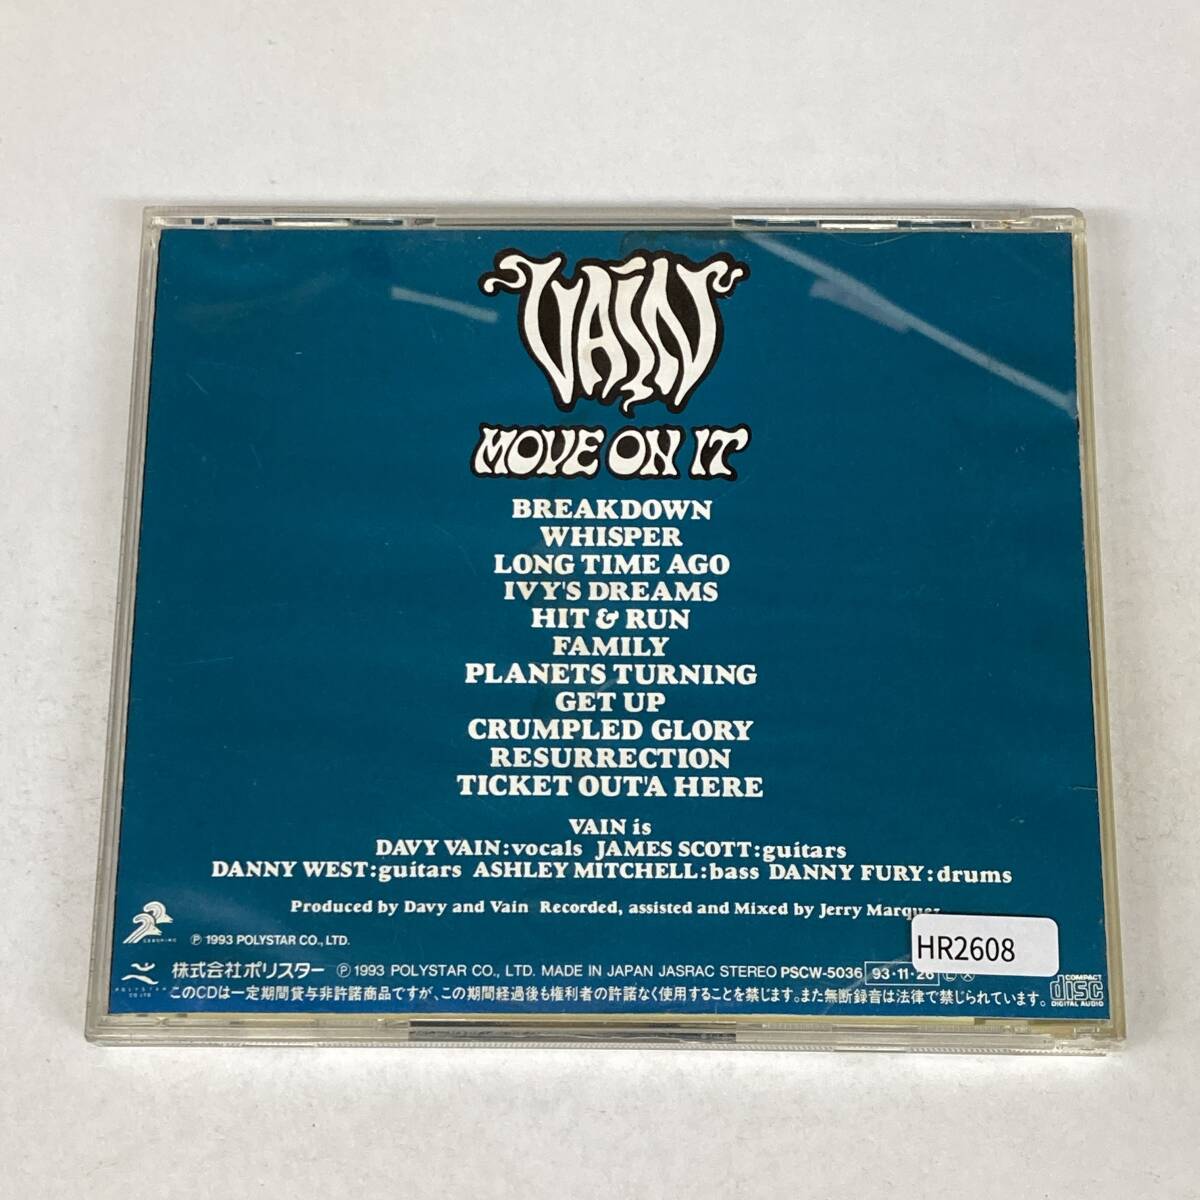 VAIN
MOVE ON IT
BREAKDOWN
WHISPER
LONG TIME AGO
IVY'S DREAMS
HIT & RUN
FAMILY
PLANETS TURNING
GET UP
CRUMPLED GLORY
RESURRECTION
TICKET OUT'A HERE
VAIN is
DAVY VAIN:vocals JAMES SCOTT:guitars
DANNY WEST:guitars ASHLEY MITCHELL:bass DANNY FURY:drums
Produced by Davy and Vain Recorded, assisted and Mixed by Jerry
HR2608
Ⓟ 1993 POLYSTAR CO., LTD.
株式会社ポリスター Ⓟ 1993 POLYSTAR CO., LTD. MADE IN JAPAN JASRAC STEREO PSCW-5036 93·11·26
POLYSTAR CO LTD
このCDは一定期間貸与非許諾商品ですが、この期間経過後も権利者の許諾なく使用することを禁じます。また無断録音は法律で禁じられています。
COMPACT disc DIGITAL AUDIO